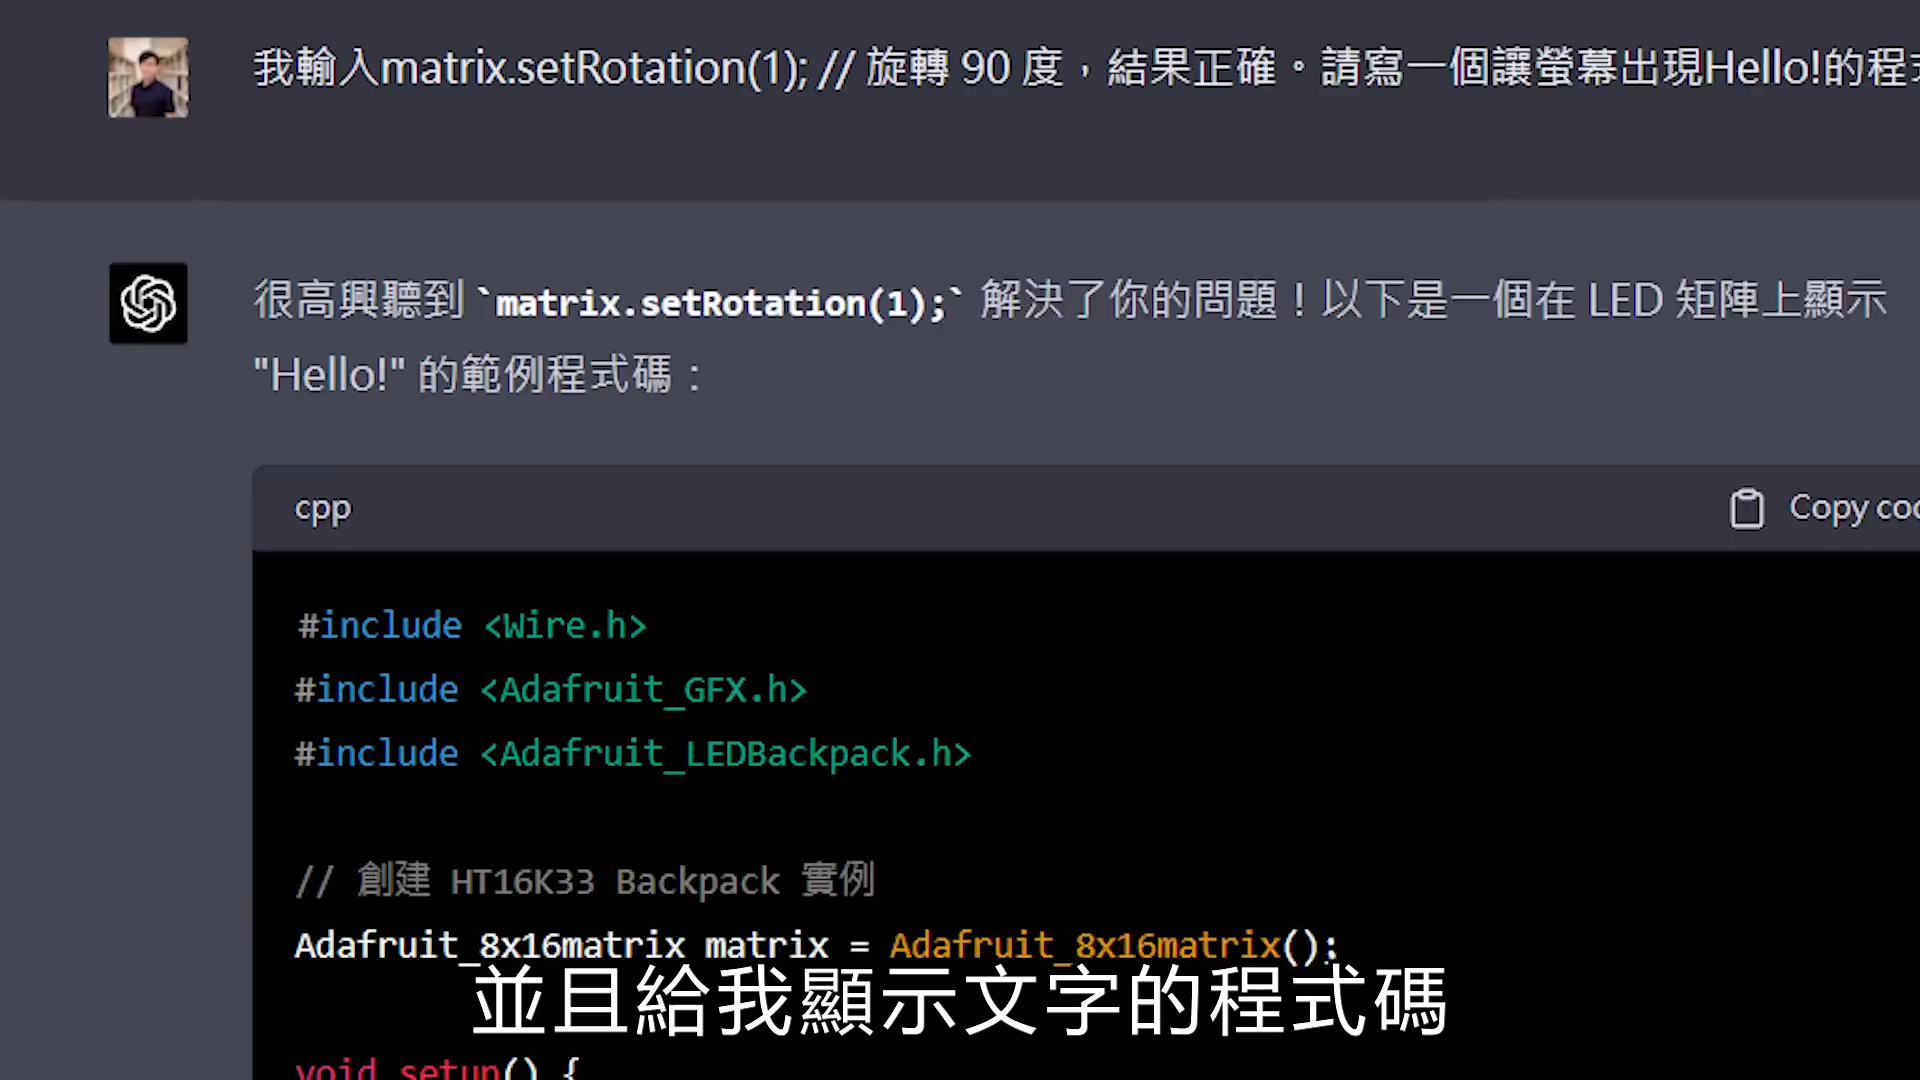 我輸入matrix.setRotation(1); // 旋轉 90 度，結果正確。請寫一個讓螢幕出現Hello!的程式
很高興聽到 `matrix.setRotation(1);` 解決了你的問題！以下是一個在 LED 矩陣上顯示
"Hello!" 的範例程式碼：
cpp
Copy co
#include <Wire.h>
#include <Adafruit_GFX.h>
#include <Adafruit_LEDBackpack.h>
// 創建 HT16K33 Backpack 實例
Adafruit_8x16matrix matrix = Adafruit_8x16matrix();
並且給我顯示文字的程式碼
void setup() {